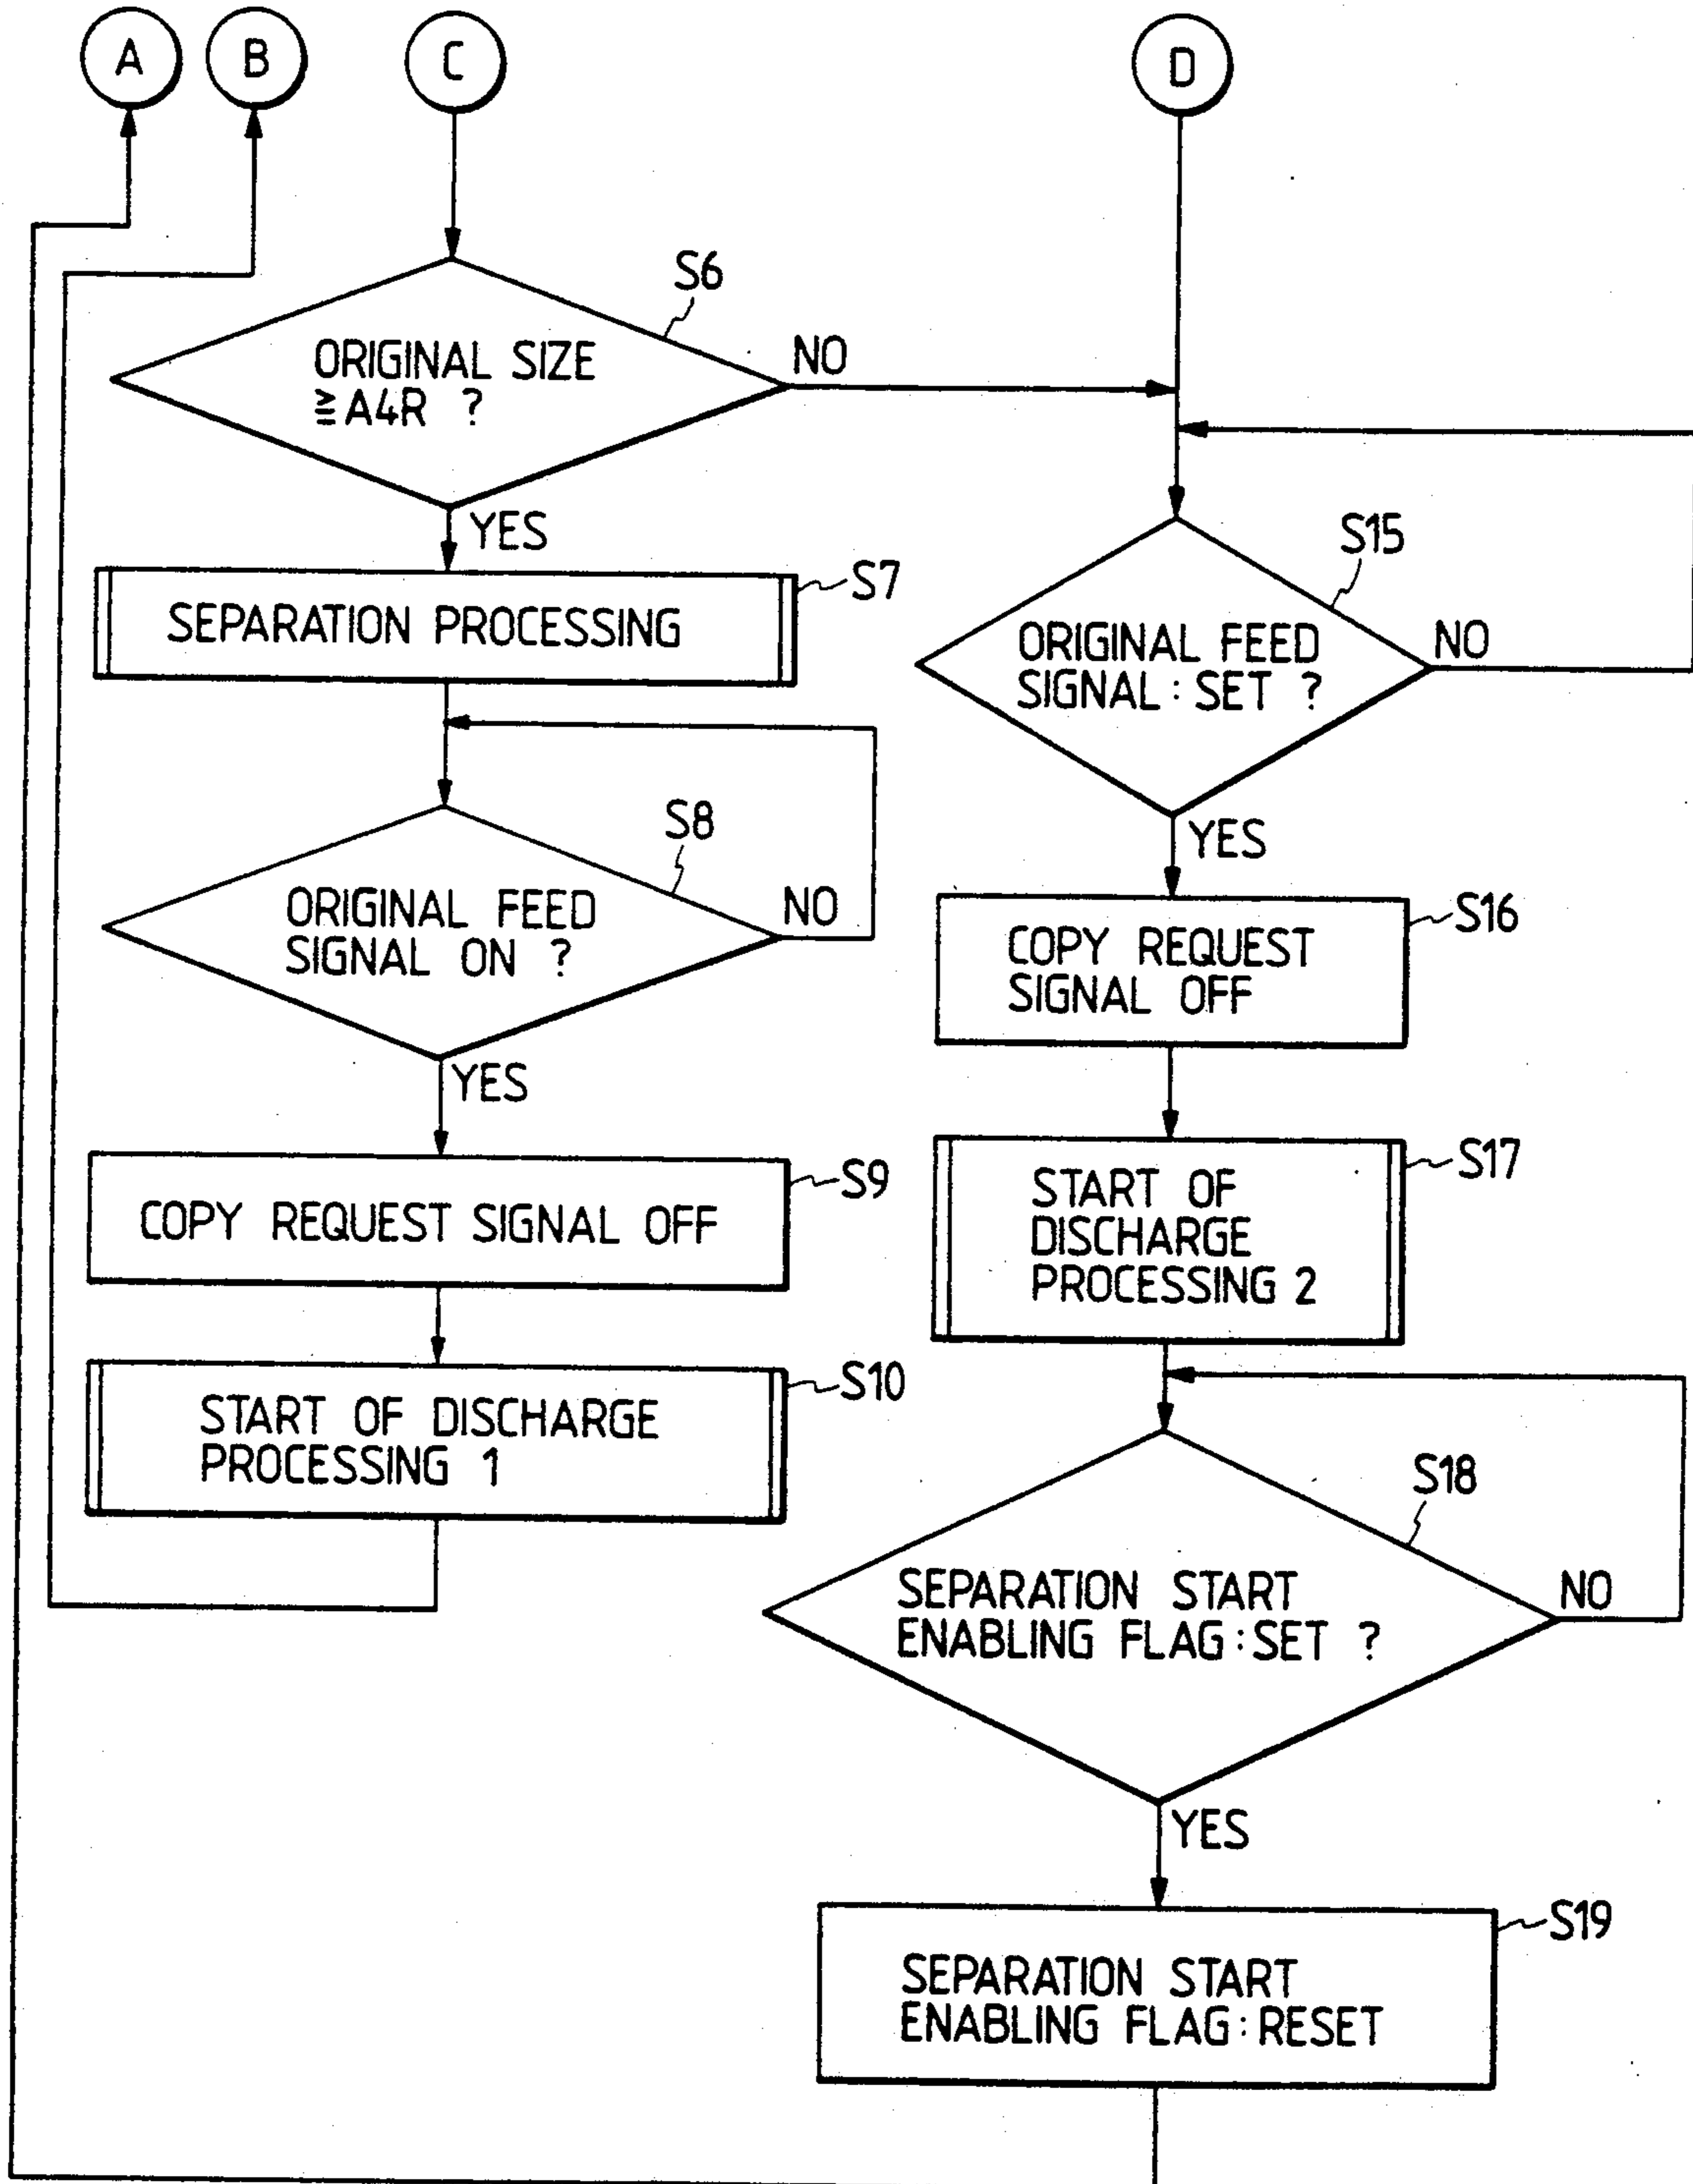 A
B
C
D
S6
ORIGINAL SIZE
≧A4R ?
NO
YES
SEPARATION PROCESSING
S7
S8
ORIGINAL FEED
SIGNAL ON ?
NO
YES
COPY REQUEST SIGNAL OFF
S9
START OF DISCHARGE
PROCESSING 1
S10
S15
ORIGINAL FEED
SIGNAL : SET ?
NO
YES
COPY REQUEST
SIGNAL OFF
S16
START OF
DISCHARGE
PROCESSING 2
S17
S18
SEPARATION START
ENABLING FLAG : SET ?
NO
YES
SEPARATION START
ENABLING FLAG : RESET
S19